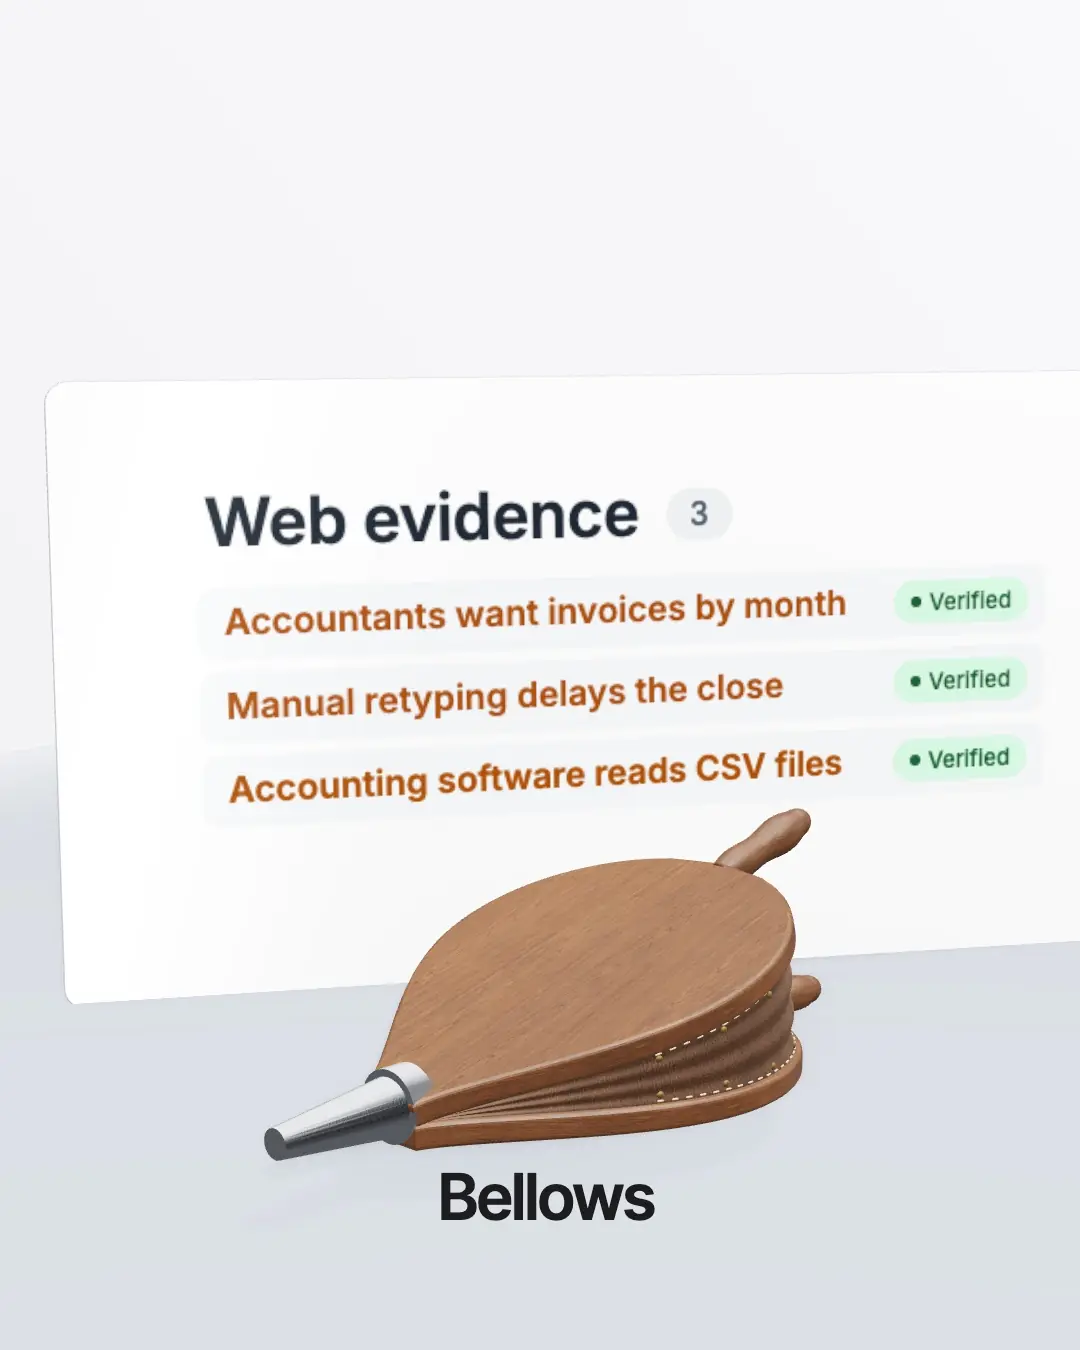 Web evidence 3
Accountants want invoices by month Verified
Manual retyping delays the close Verified
Accounting software reads CSV files Verified
Bellows